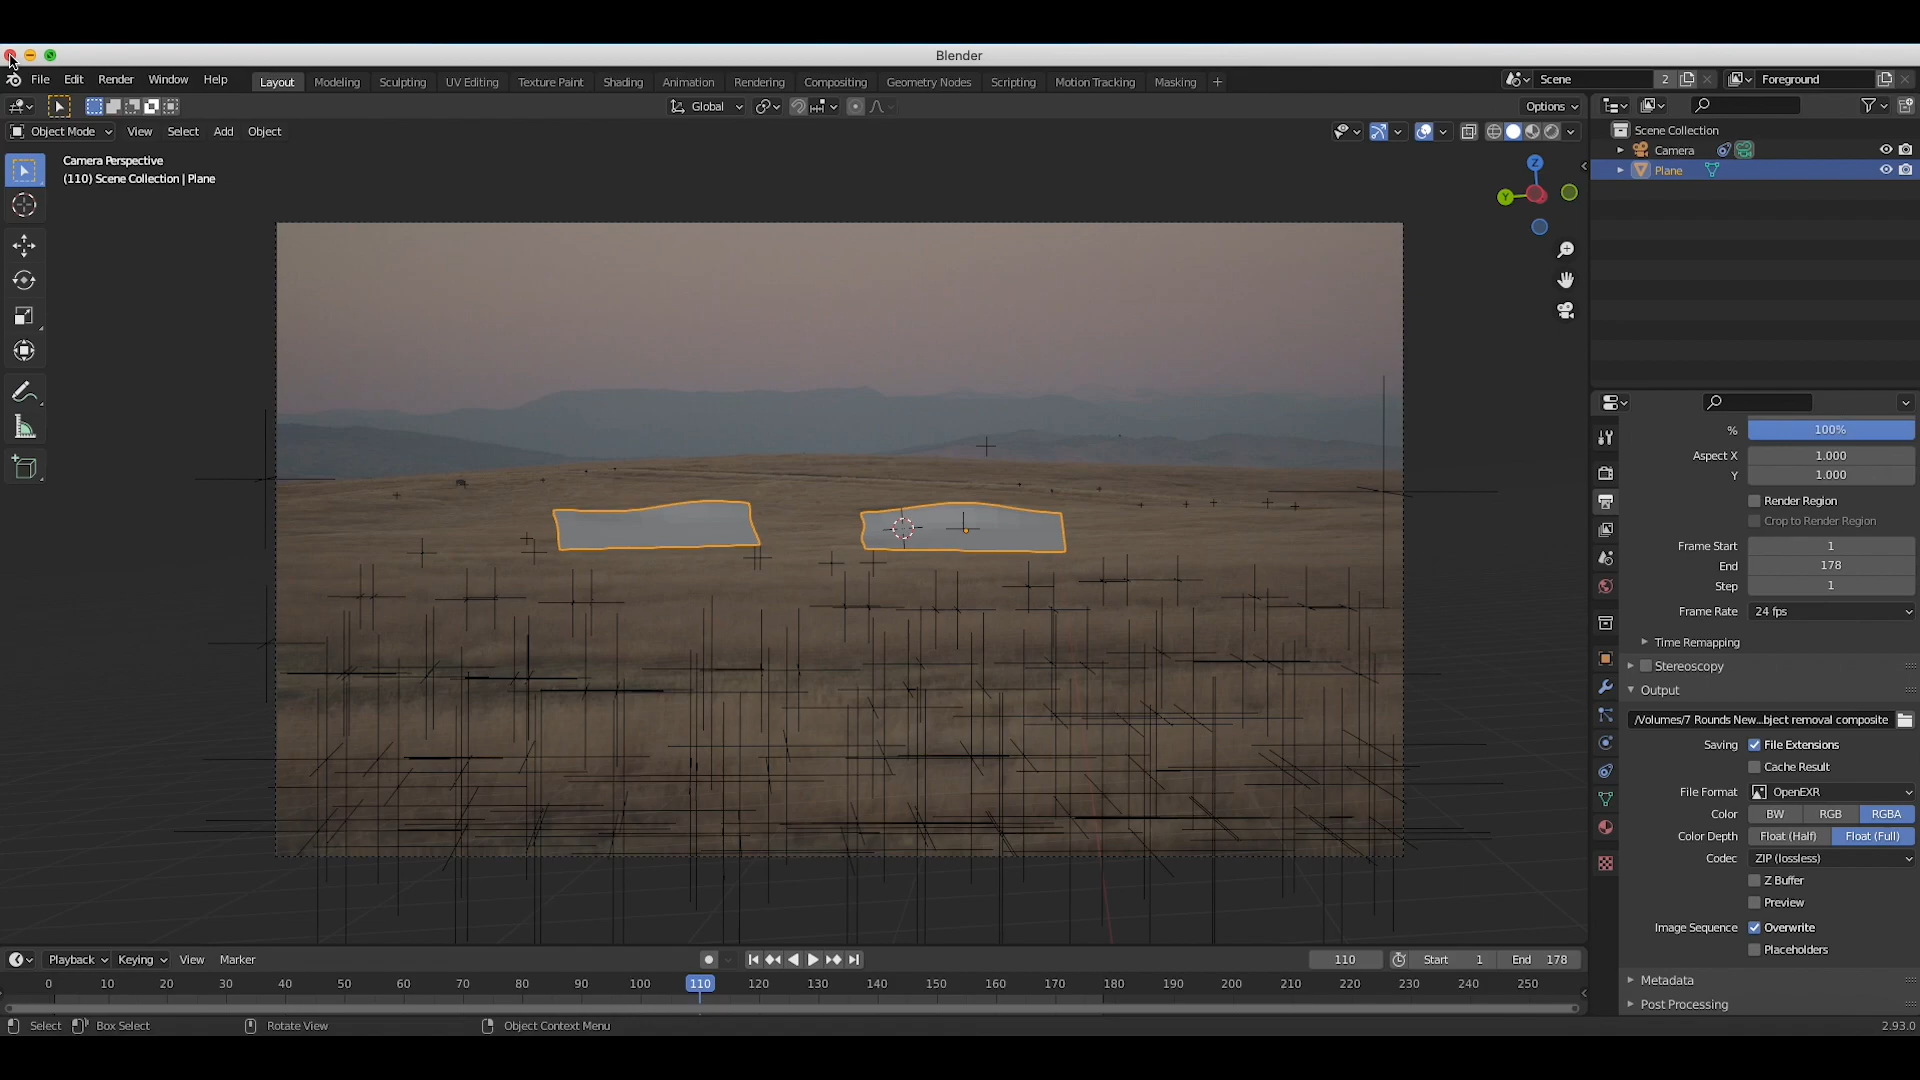 Blender
File Edit Render Window Help
Layout Modeling Sculpting UV Editing Texture Paint Shading Animation Rendering Compositing Geometry Nodes Scripting Motion Tracking Masking +
Scene 2 Foreground
Global Options
Object Mode View Select Add Object
Camera Perspective
(110) Scene Collection | Plane
Z
Y
Scene Collection
Camera
Plane
% 100%
Aspect X 1.000
Y 1.000
Render Region
Crop to Render Region
Frame Start 1
End 178
Step 1
Frame Rate 24 fps
Time Remapping
Stereoscopy
Output
/Volumes/7 Rounds New...bject removal composite
Saving File Extensions
Cache Result
File Format OpenEXR
Color BW RGB RGBA
Color Depth Float (Half) Float (Full)
Codec ZIP (lossless)
Z Buffer
Preview
Image Sequence Overwrite
Placeholders
Metadata
Post Processing
Playback Keying View Marker 110 Start 1 End 178
0 10 20 30 40 50 60 70 80 90 100 110 120 130 140 150 160 170 180 190 200 210 220 230 240 250
Select Box Select Rotate View Object Context Menu 2.93.0